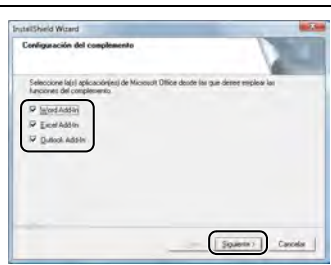 InstallShield Wizard
Configuración del complemento
Seleccione la(s) aplicación(es) de Microsoft Office desde las que desee emplear las
funciones del complemento.
Word Add-In
Excel Add-In
Outlook Add-In
Siguiente >
Cancelar